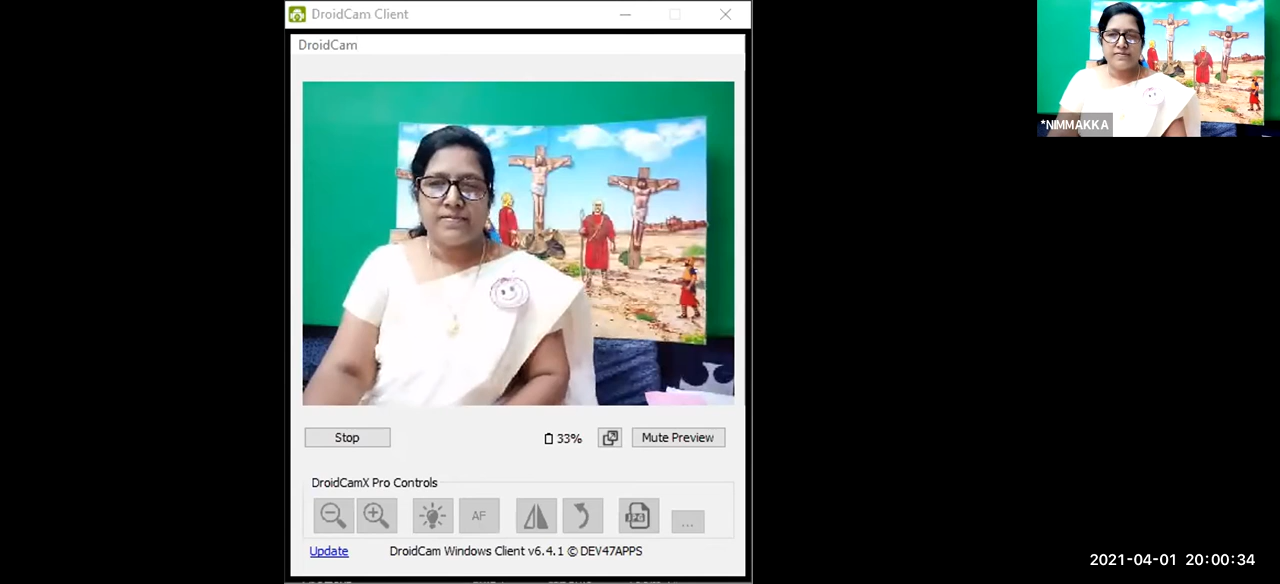 DroidCam Client
DroidCam
*NIMMAKKA
Stop
33%
Mute Preview
DroidCamX Pro Controls
AF
...
Update
DroidCam Windows Client v6.4.1 © DEV47APPS
2021-04-01 20:00:34